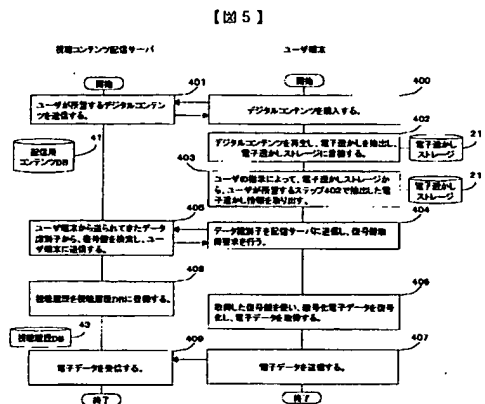 【図5】
視聴コンテンツ配信サーバ
ユーザ端末
開始
開始
401
400
ユーザが所望するデジタルコンテン
ツを送信する。
デジタルコンテンツを購入する。
402
41
配信用
コンテンツDB
デジタルコンテンツを再生し、電子透かしを抽出し、
電子透かしストレージに蓄積する。
21
電子透かし
ストレージ
403
ユーザの指示によって、電子透かしストレージか
ら、ユーザが所望するステップ402で抽出した電
子透かし情報を取り出す。
21
電子透かし
ストレージ
405
404
ユーザ端末から送られてきたデータ
識別子から、復号鍵を検索し、ユー
ザ端末に送信する。
データ識別子を配信サーバに送信し、復号鍵取
得要求を行う。
408
視聴履歴を視聴履歴DBに登録する。
406
取得した復号鍵を使い、暗号化電子データを復号
化し、電子データを取得する。
43
視聴履歴DB
409
407
電子データを受信する。
電子データを送信する。
終了
終了